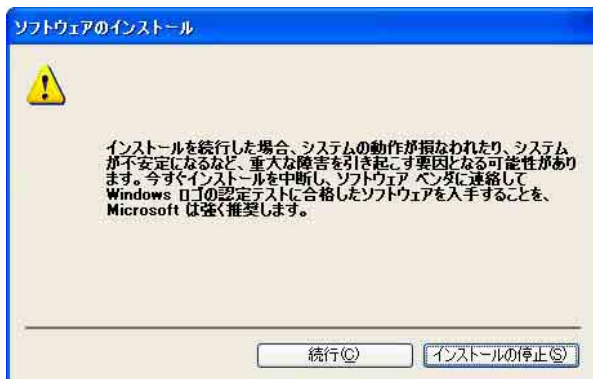 ソフトウェアのインストール
インストールを続行した場合、システムの動作が損なわれたり、システム
が不安定になるなど、重大な障害を引き起こす要因となる可能性があり
ます。今すぐインストールを中断し、ソフトウェア ベンダに連絡して
Windows ロゴの認定テストに合格したソフトウェアを入手することを、
Microsoft は強く推奨します。
続行(C)
インストールの停止(S)